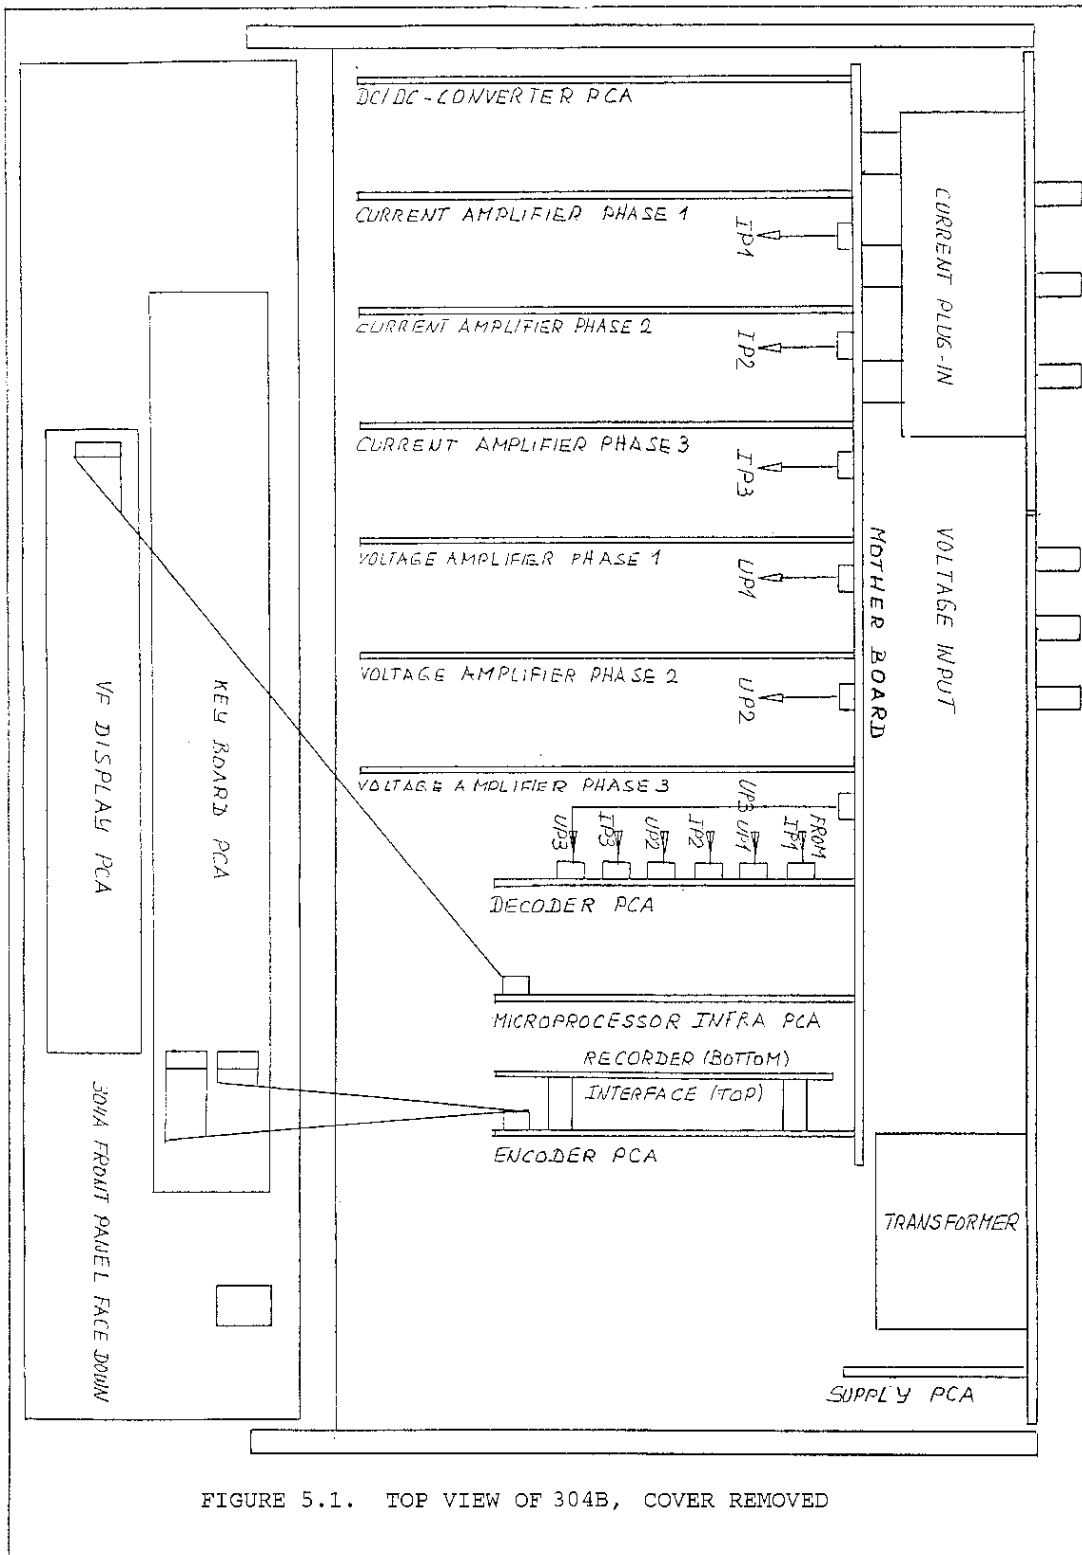 DC/DC-CONVERTER PCA
CURRENT AMPLIFIER PHASE 1
IP1
CURRENT PLUG-IN
CURRENT AMPLIFIER PHASE 2
IP2
CURRENT AMPLIFIER PHASE 3
IP3
VOLTAGE AMPLIFIER PHASE 1
UP1
MOTHER BOARD
VOLTAGE INPUT
VOLTAGE AMPLIFIER PHASE 2
UP2
VF DISPLAY PCA
KEY BOARD PCA
VOLTAGE AMPLIFIER PHASE 3
UP3
UP3
IP3
UP2
IP2
UP1
IP1
FROM
DECODER PCA
MICROPROCESSOR INFRA PCA
RECORDER (BOTTOM)
INTERFACE (TOP)
ENCODER PCA
304A FRONT PANEL FACE DOWN
TRANSFORMER
SUPPLY PCA
FIGURE 5.1. TOP VIEW OF 304B, COVER REMOVED